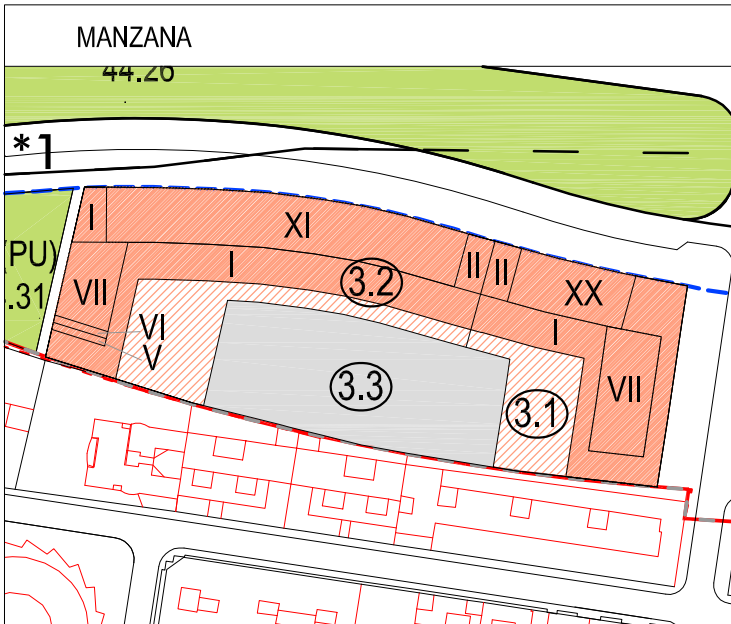 MANZANA
44.26
*1
I
XI
(PU)
.31
I
II
II
3.2
VII
XX
VI
V
I
3.3
3.1
VII